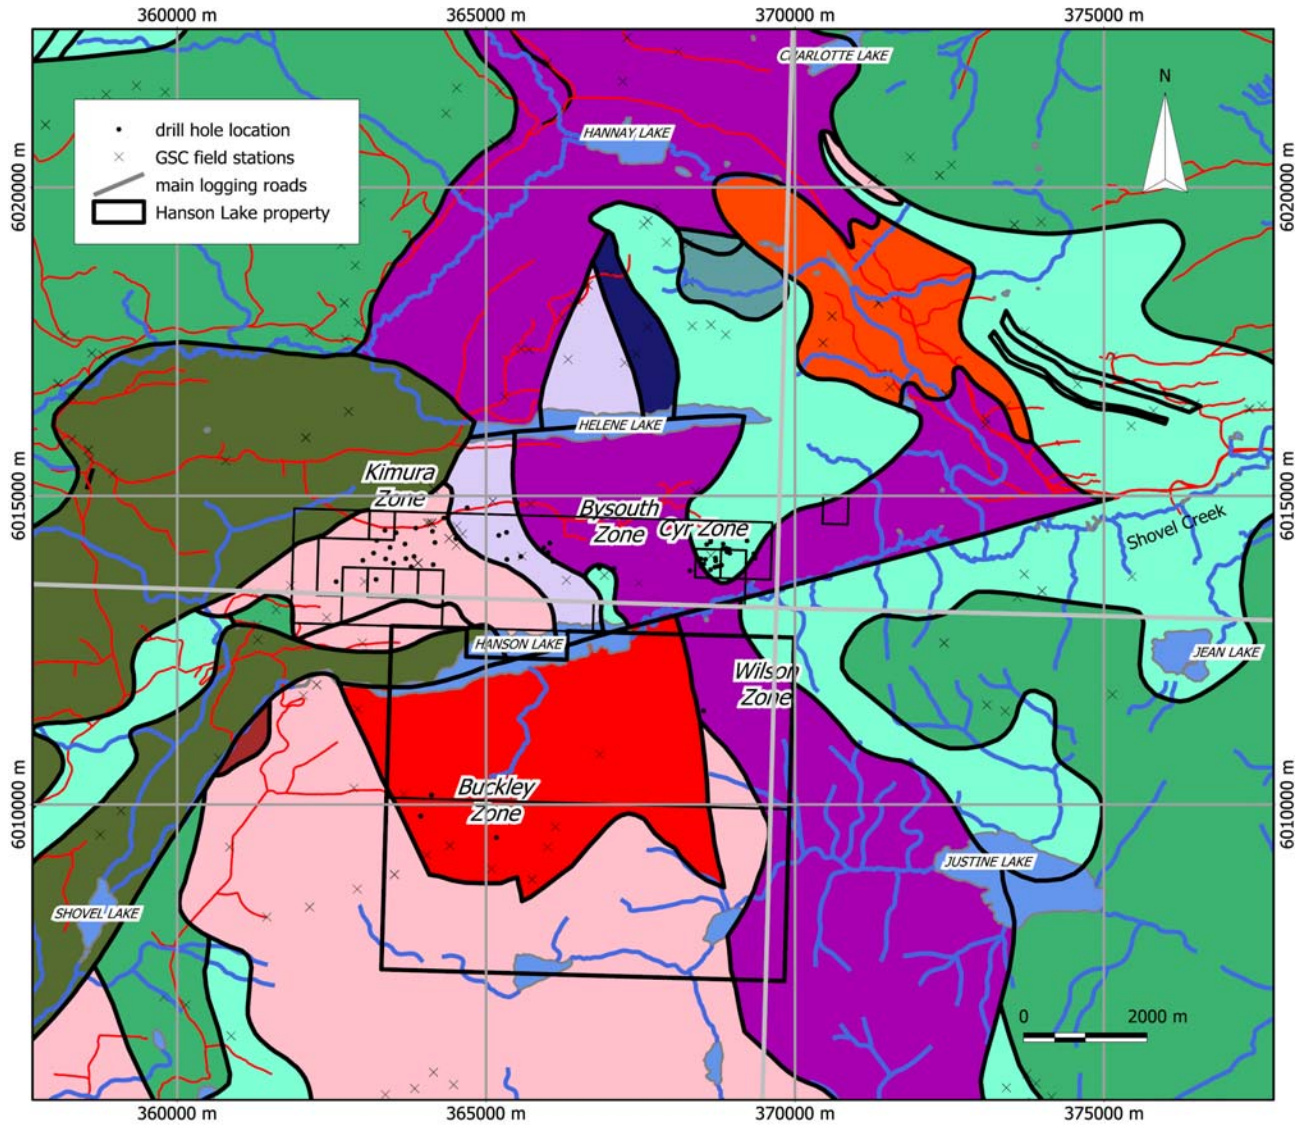 360000 m
365000 m
370000 m
375000 m
CHARLOTTE LAKE
N
drill hole location
GSC field stations
main logging roads
Hanson Lake property
HANNAY LAKE
6020000 m
6020000 m
HELENE LAKE
Kimura
Zone
Bysouth
Zone
Cyr Zone
6015000 m
6015000 m
Shovel Creek
HANSON LAKE
JEAN LAKE
Wilson
Zone
Buckley
Zone
6010000 m
6010000 m
JUSTINE LAKE
SHOVEL LAKE
0
2000 m
360000 m
365000 m
370000 m
375000 m